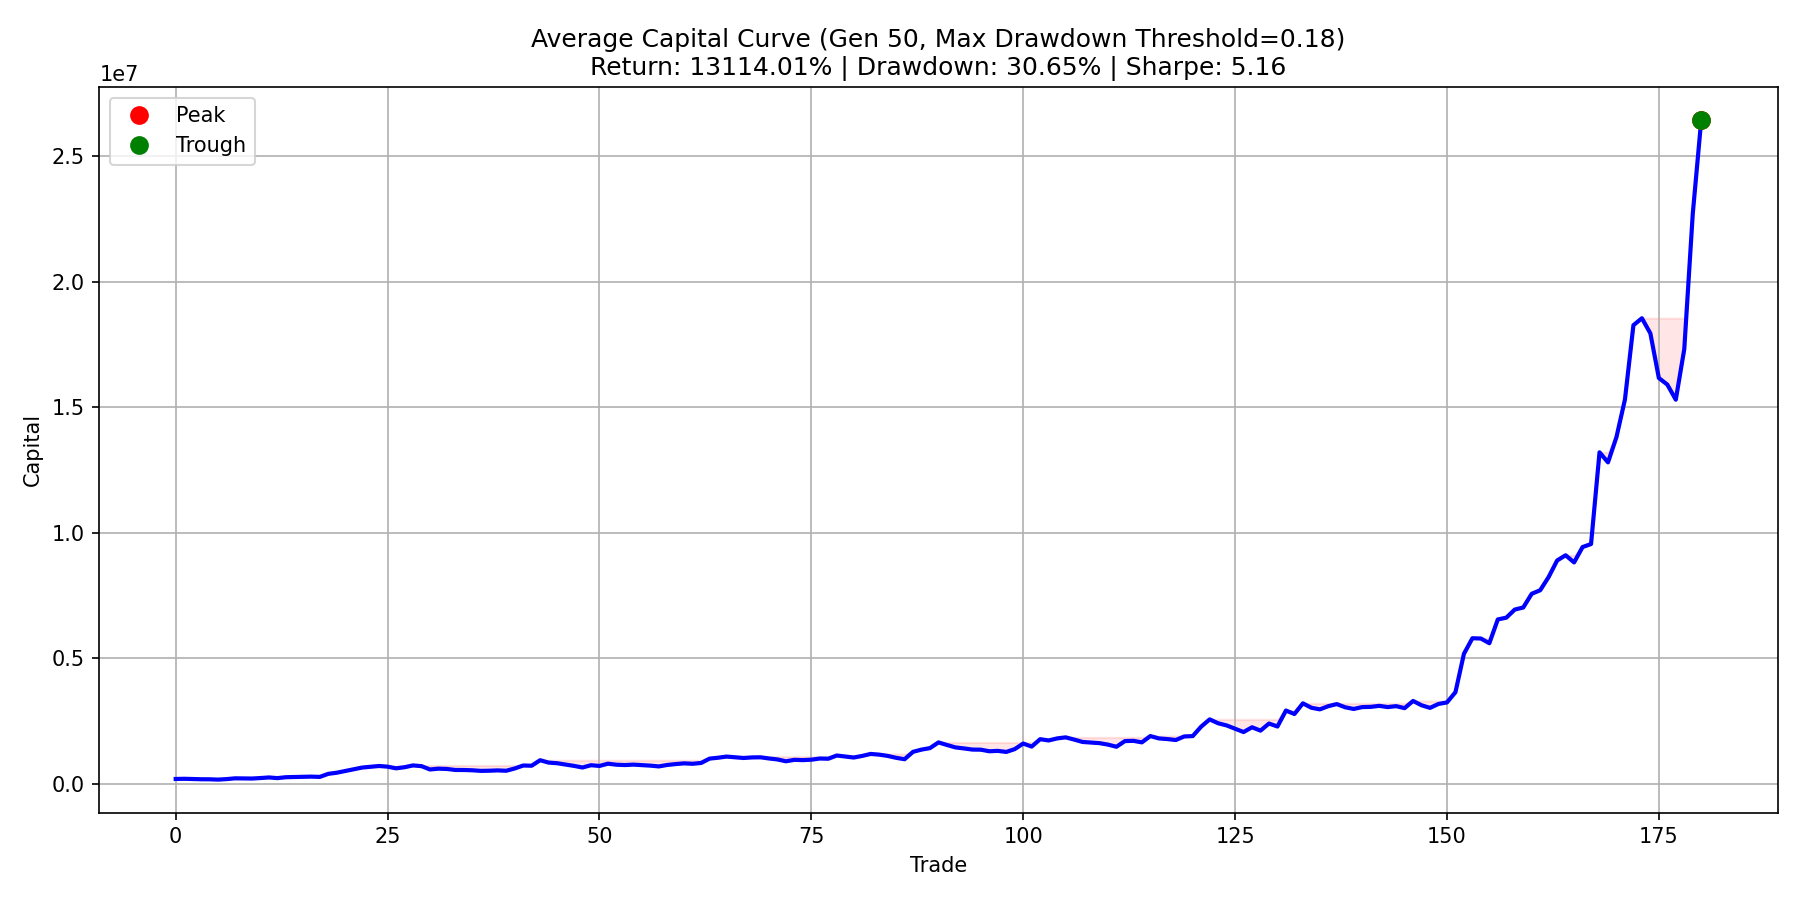 Average Capital Curve (Gen 50, Max Drawdown Threshold=0.18)
Return: 13114.01% | Drawdown: 30.65% | Sharpe: 5.16
1e7
Peak
Trough
2.5
2.0
1.5
1.0
0.5
0.0
Capital
0 25 50 75 100 125 150 175
Trade